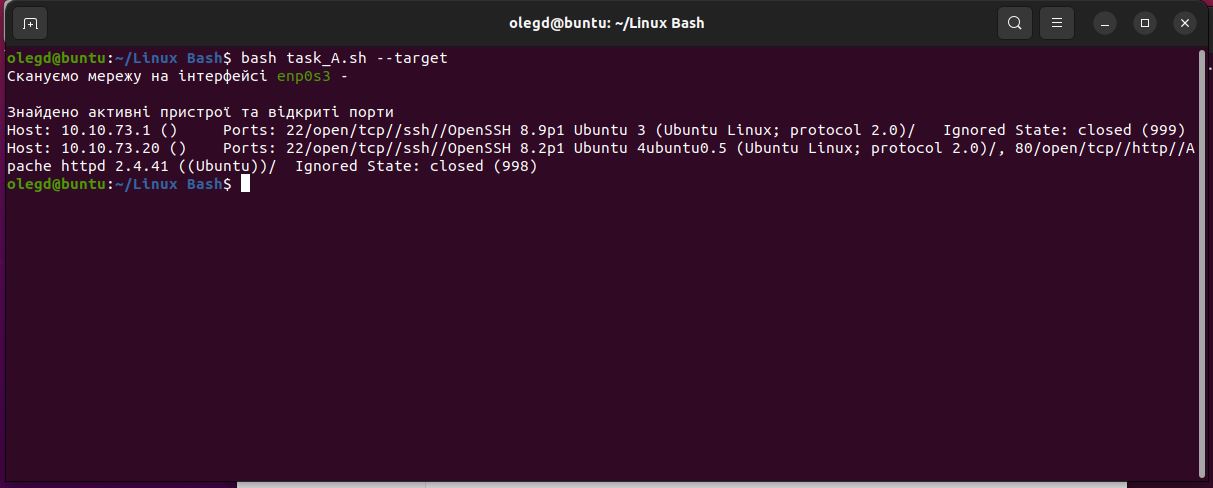 olegd@buntu: ~/Linux Bash
olegd@buntu:~/Linux Bash$ bash task_A.sh --target
Скануємо мережу на інтерфейсі enp0s3 -
Знайдено активні пристрої та відкриті порти
Host: 10.10.73.1 ()     Ports: 22/open/tcp//ssh//OpenSSH 8.9p1 Ubuntu 3 (Ubuntu Linux; protocol 2.0)/   Ignored State: closed (999)
Host: 10.10.73.20 ()    Ports: 22/open/tcp//ssh//OpenSSH 8.2p1 Ubuntu 4ubuntu0.5 (Ubuntu Linux; protocol 2.0)/, 80/open/tcp//http//A
pache httpd 2.4.41 ((Ubuntu))/  Ignored State: closed (998)
olegd@buntu:~/Linux Bash$